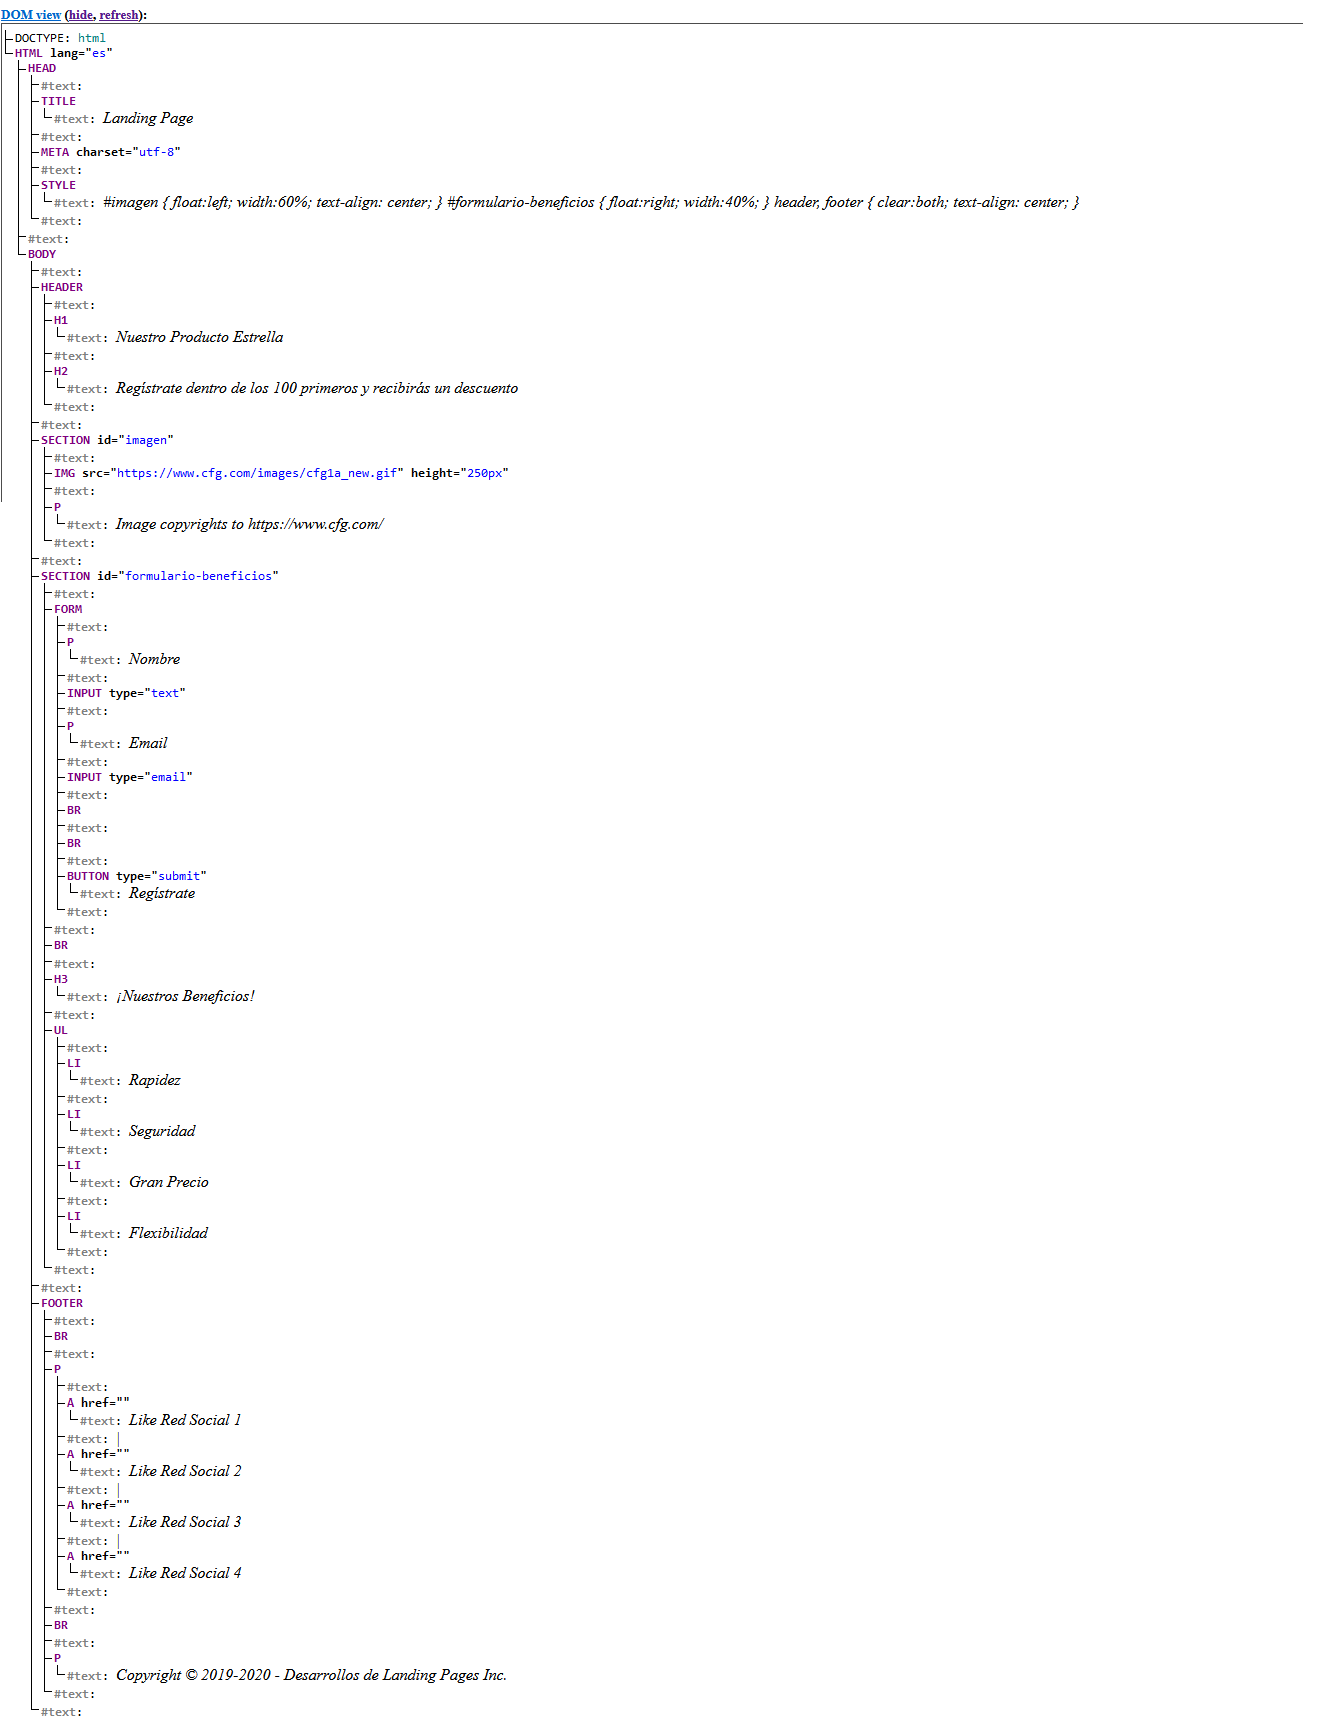 DOM view (hide, refresh):
DOCTYPE: html
HTML lang="es"
HEAD
#text:
TITLE
#text: Landing Page
#text:
META charset="utf-8"
#text:
STYLE
#text: #imagen { float:left; width:60%; text-align: center; } #formulario-beneficios { float:right; width:40%; } header, footer { clear:both; text-align: center; }
#text:
#text:
BODY
#text:
HEADER
#text:
H1
#text: Nuestro Producto Estrella
#text:
H2
#text: Regístrate dentro de los 100 primeros y recibirás un descuento
#text:
#text:
SECTION id="imagen"
#text:
IMG src="https://www.cfg.com/images/cfg1a_new.gif" height="250px"
#text:
P
#text: Image copyrights to https://www.cfg.com/
#text:
#text:
SECTION id="formulario-beneficios"
#text:
FORM
#text:
P
#text: Nombre
#text:
INPUT type="text"
#text:
P
#text: Email
#text:
INPUT type="email"
#text:
BR
#text:
BR
#text:
BUTTON type="submit"
#text: Regístrate
#text:
#text:
BR
#text:
H3
#text: ¡Nuestros Beneficios!
#text:
UL
#text:
LI
#text: Rapidez
#text:
LI
#text: Seguridad
#text:
LI
#text: Gran Precio
#text:
LI
#text: Flexibilidad
#text:
#text:
#text:
FOOTER
#text:
BR
#text:
P
#text:
A href=""
#text: Like Red Social 1
#text: |
A href=""
#text: Like Red Social 2
#text: |
A href=""
#text: Like Red Social 3
#text: |
A href=""
#text: Like Red Social 4
#text:
#text:
BR
#text:
P
#text: Copyright © 2019-2020 - Desarrollos de Landing Pages Inc.
#text:
#text: